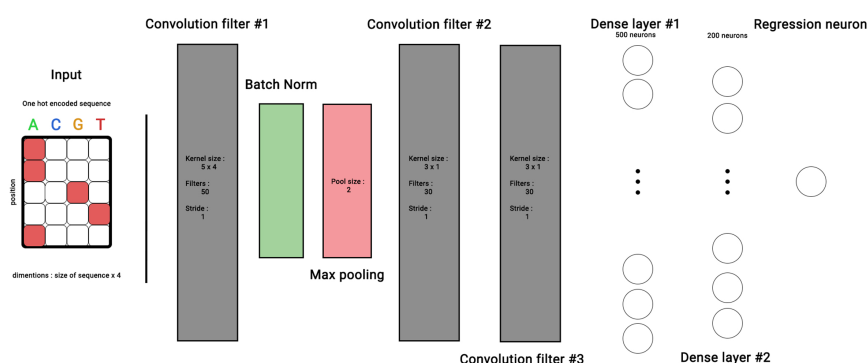 Convolution filter #1
Convolution filter #2
Dense layer #1
500 neurons
200 neurons
Regression neuron
Input
One hot encoded sequence
A C G T
position
dimentions : size of sequence x 4
Kernel size :
5 x 4
Filters :
50
Stride :
1
Batch Norm
Pool size :
2
Max pooling
Kernel size :
3 x 1
Filters :
30
Stride :
1
Kernel size :
3 x 1
Filters :
30
Stride :
1
Convolution filter #3
Dense layer #2